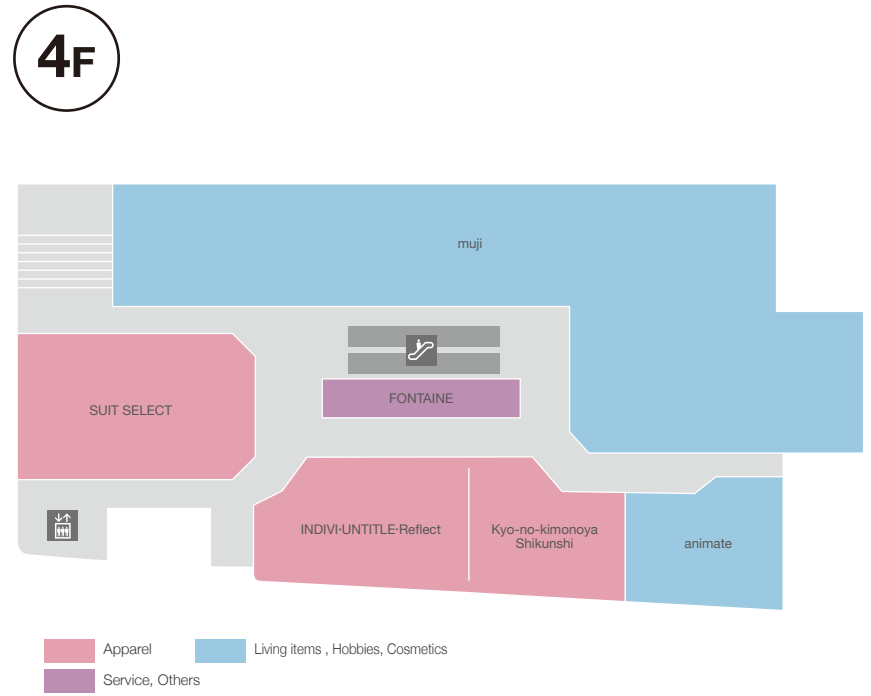 4F
muji
SUIT SELECT
FONTAINE
INDIVI·UNTITLE·Reflect
Kyo-no-kimonoya
Shikunshi
animate
Apparel
Living items , Hobbies, Cosmetics
Service, Others